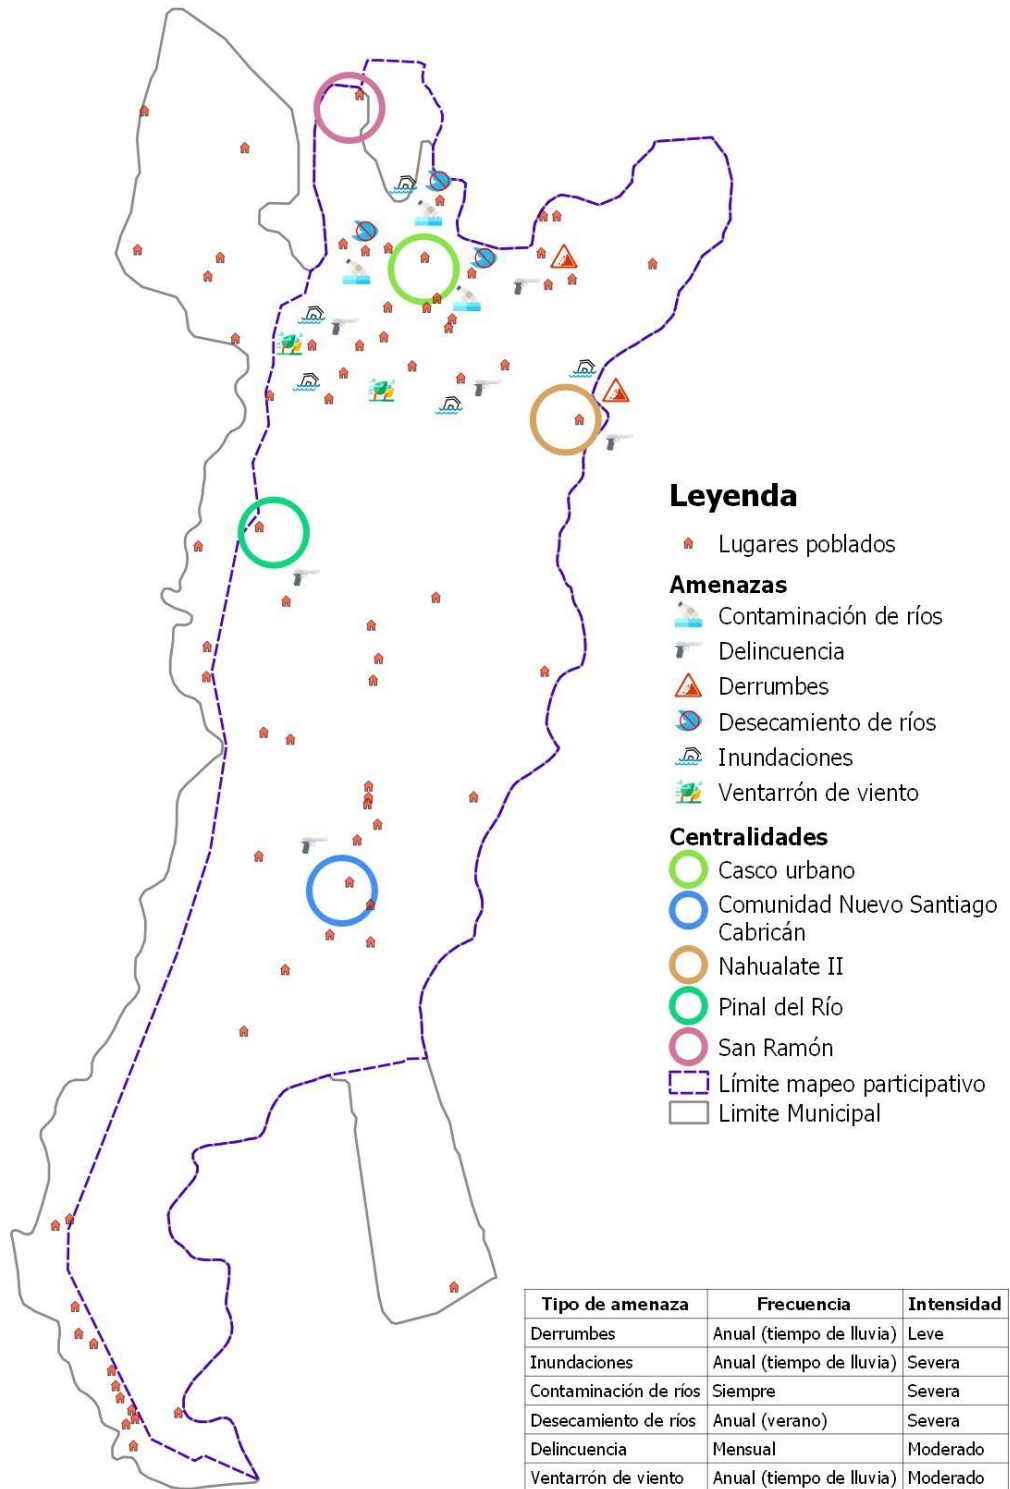 Leyenda
Lugares poblados
Amenazas
Contaminación de ríos
Delincuencia
Derrumbes
Desecamiento de ríos
Inundaciones
Ventarrón de viento
Centralidades
Casco urbano
Comunidad Nuevo Santiago
Cabricán
Nahualate II
Pinal del Río
San Ramón
Límite mapeo participativo
Limite Municipal
Tipo de amenaza Frecuencia Intensidad
Derrumbes Anual (tiempo de lluvia) Leve
Inundaciones Anual (tiempo de lluvia) Severa
Contaminación de ríos Siempre Severa
Desecamiento de ríos Anual (verano) Severa
Delincuencia Mensual Moderado
Ventarrón de viento Anual (tiempo de lluvia) Moderado